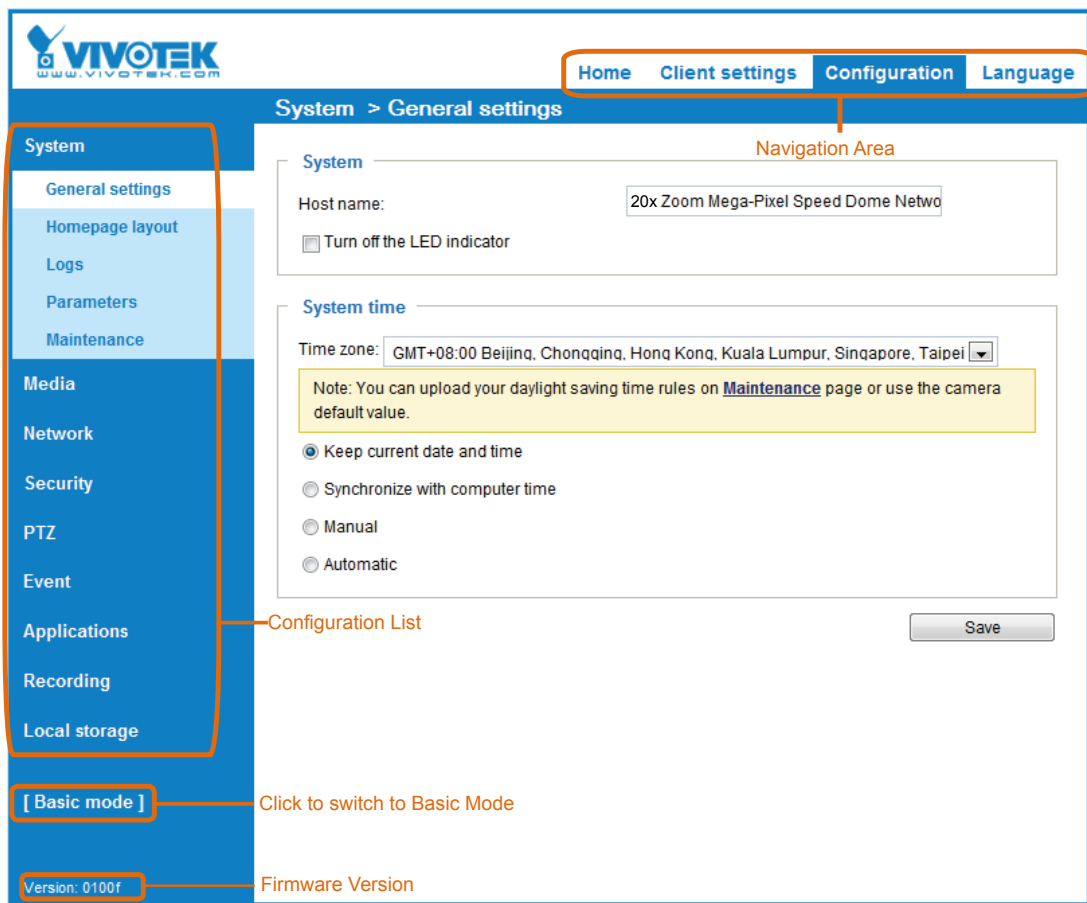 VIVOTEK
www.vivotek.com
Home Client settings Configuration Language
System > General settings
Navigation Area
System
General settings
Homepage layout
Logs
Parameters
Maintenance
Media
Network
Security
PTZ
Event
Applications
Recording
Local storage
[ Basic mode ]
Version: 0100f
System
Host name: 20x Zoom Mega-Pixel Speed Dome Netwo
Turn off the LED indicator
System time
Time zone: GMT+08:00 Beijing, Chongqing, Hong Kong, Kuala Lumpur, Singapore, Taipei
Note: You can upload your daylight saving time rules on Maintenance page or use the camera
default value.
Keep current date and time
Synchronize with computer time
Manual
Automatic
Configuration List
Save
Click to switch to Basic Mode
Firmware Version